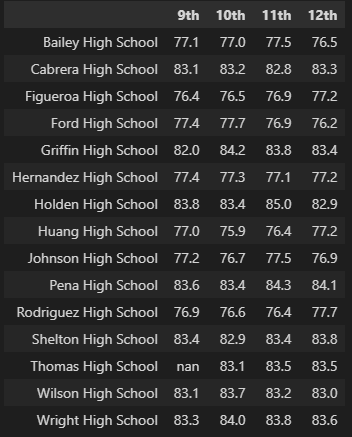 9th 10th 11th 12th
Bailey High School 77.1 77.0 77.5 76.5
Cabrera High School 83.1 83.2 82.8 83.3
Figueroa High School 76.4 76.5 76.9 77.2
Ford High School 77.4 77.7 76.9 76.2
Griffin High School 82.0 84.2 83.8 83.4
Hernandez High School 77.4 77.3 77.1 77.2
Holden High School 83.8 83.4 85.0 82.9
Huang High School 77.0 75.9 76.4 77.2
Johnson High School 77.2 76.7 77.5 76.9
Pena High School 83.6 83.4 84.3 84.1
Rodriguez High School 76.9 76.6 76.4 77.7
Shelton High School 83.4 82.9 83.4 83.8
Thomas High School nan 83.1 83.5 83.5
Wilson High School 83.1 83.7 83.2 83.0
Wright High School 83.3 84.0 83.8 83.6